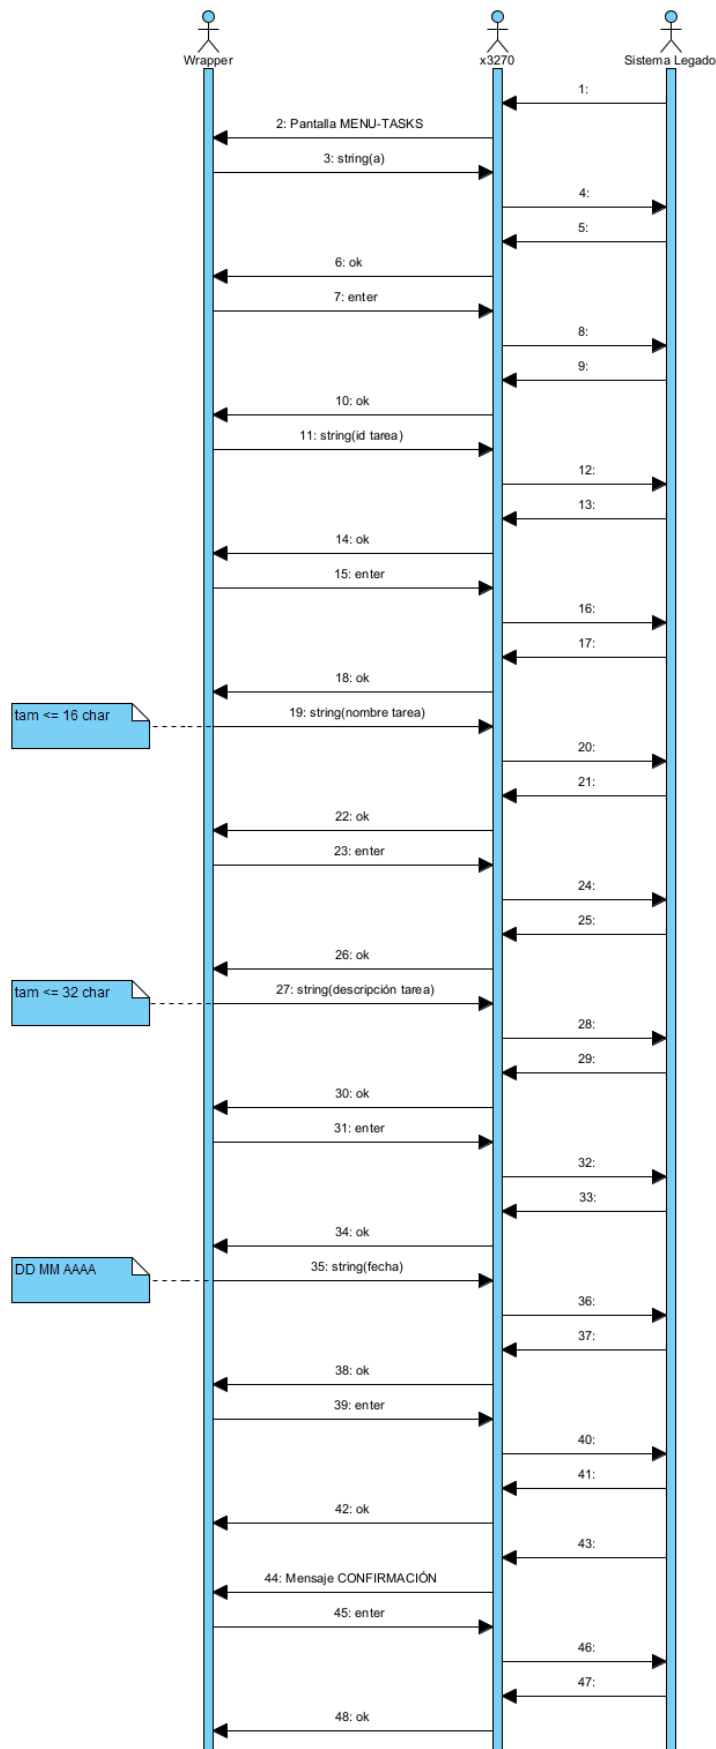 Wrapper
x3270
Sistema Legado
1:
2: Pantalla MENU-TASKS
3: string(a)
4:
5:
6: ok
7: enter
8:
9:
10: ok
11: string(id tarea)
12:
13:
14: ok
15: enter
16:
17:
18: ok
tam <= 16 char
19: string(nombre tarea)
20:
21:
22: ok
23: enter
24:
25:
26: ok
tam <= 32 char
27: string(descripción tarea)
28:
29:
30: ok
31: enter
32:
33:
34: ok
DD MM AAAA
35: string(fecha)
36:
37:
38: ok
39: enter
40:
41:
42: ok
43:
44: Mensaje CONFIRMACIÓN
45: enter
46:
47:
48: ok